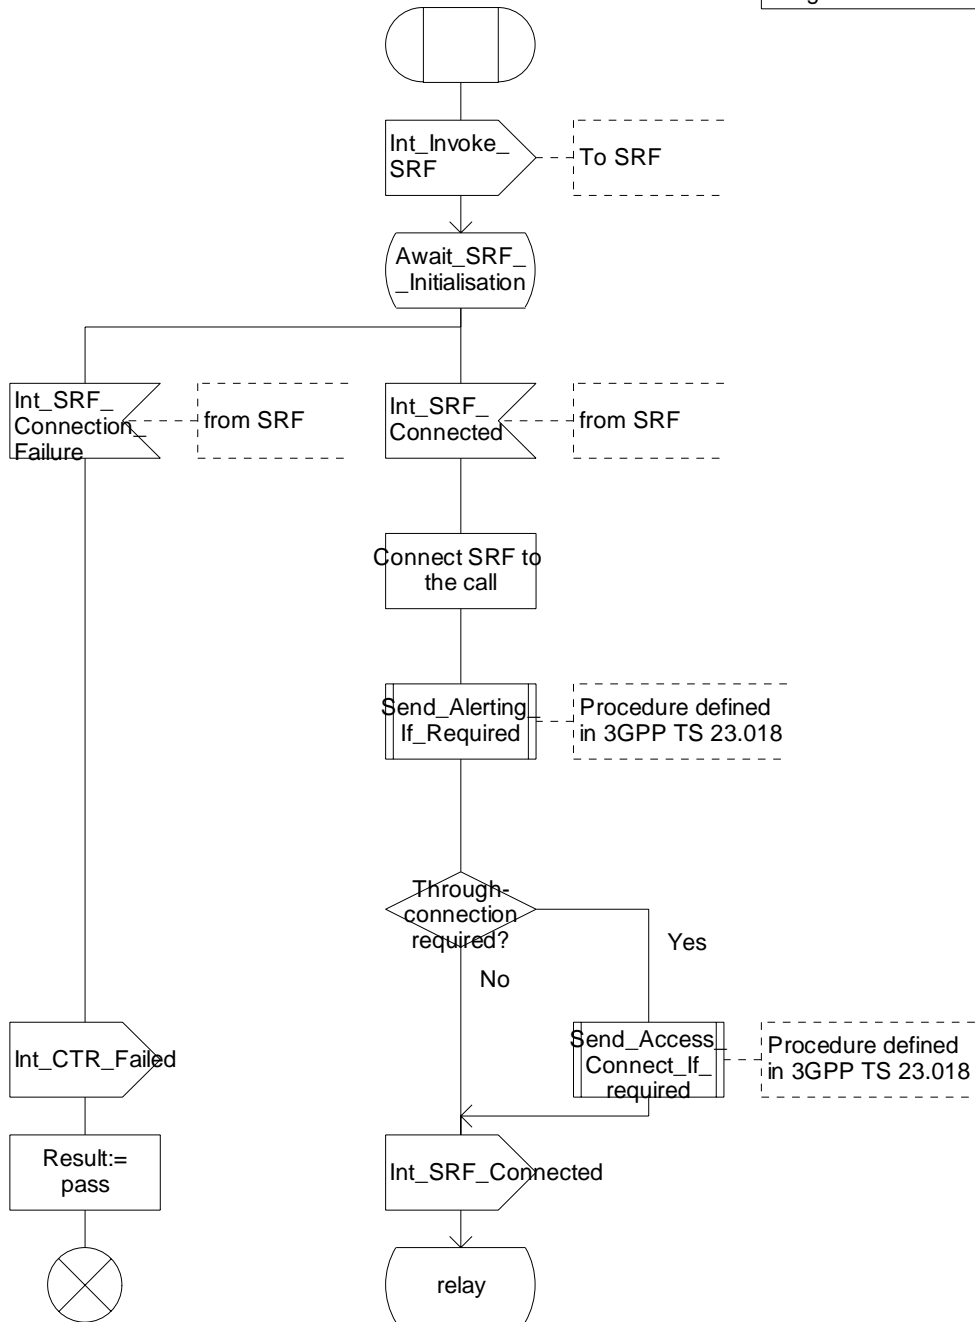 Int_Invoke_
SRF
To SRF
Await_SRF_
_Initialisation
Int_SRF_
Connection_
Failure
from SRF
Int_SRF_
Connected
from SRF
Connect SRF to
the call
Send_Alerting_
If_Required
Procedure defined
in 3GPP TS 23.018
Through-
connection
required?
Yes
No
Int_CTR_Failed
Send_Access_
Connect_If_
required
Procedure defined
in 3GPP TS 23.018
Result:=
pass
Int_SRF_Connected
relay